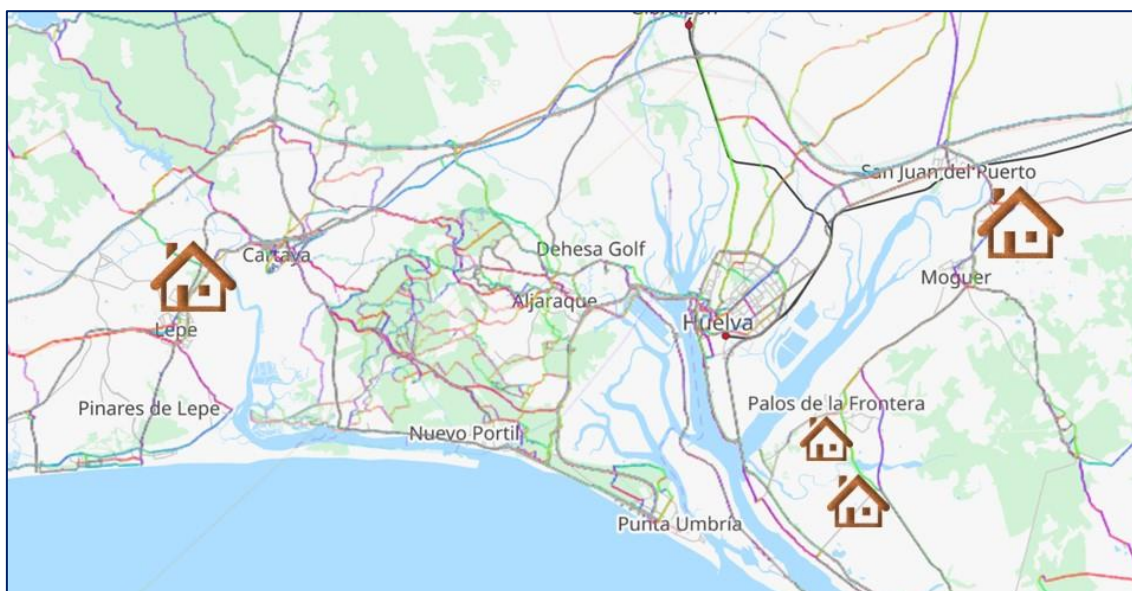 San Juan del Puerto
Dehesa Golf
Cartaya
Moguer
Aljaraque
Huelva
Lepe
Palos de la Frontera
Pinares de Lepe
Nuevo Portil
Punta Umbría